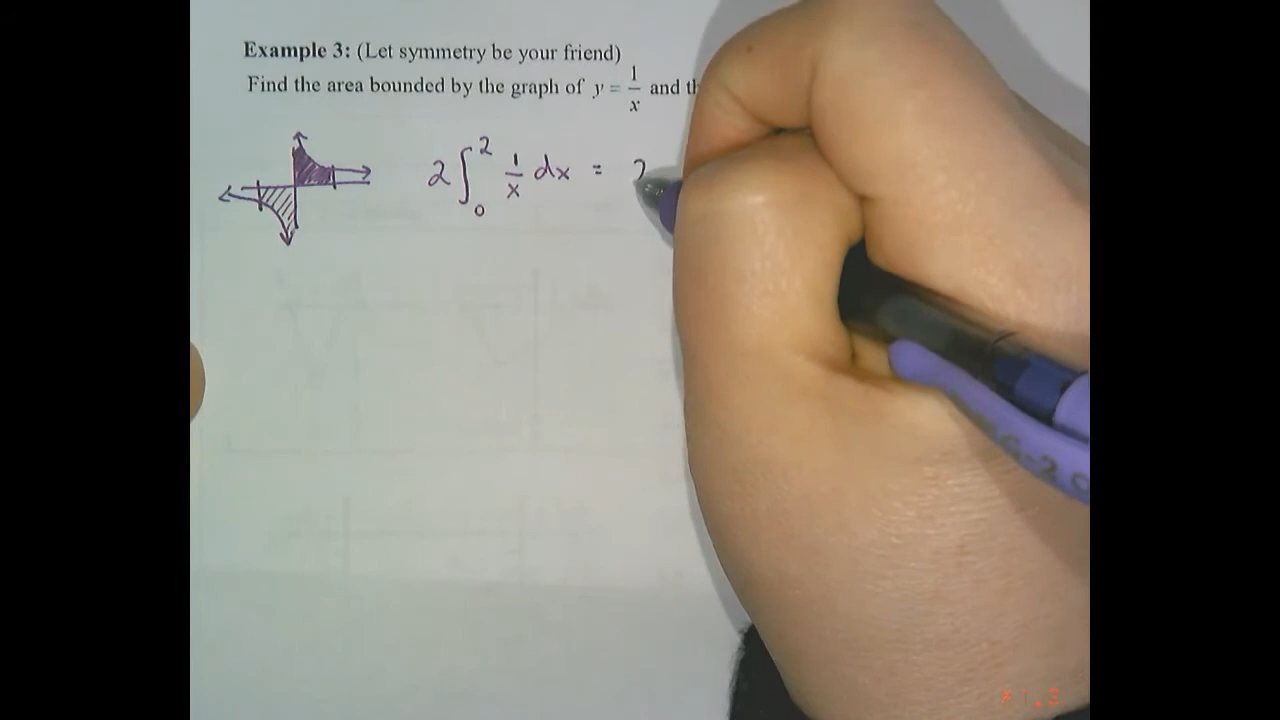 Example 3: (Let symmetry be your friend)
Find the area bounded by the graph of y = 1/x and
2 ∫₀² 1/x dx = 2